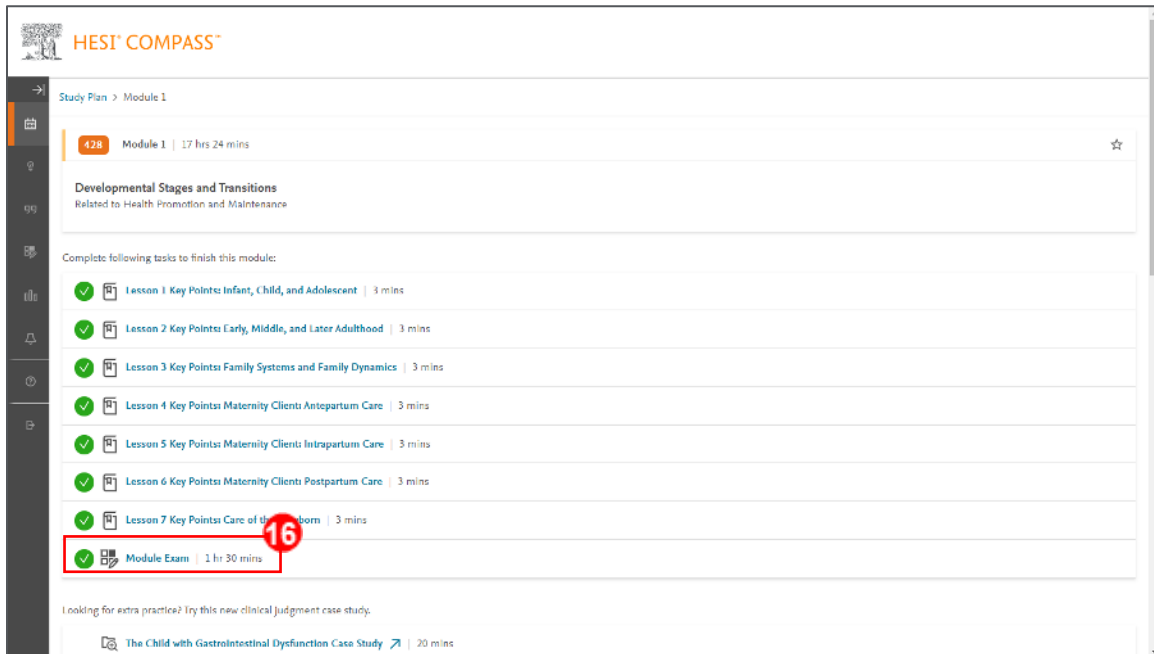 HESI® COMPASS™
Study Plan > Module 1
428 Module 1 | 17 hrs 24 mins
Developmental Stages and Transitions
Related to Health Promotion and Maintenance
Complete following tasks to finish this module:
Lesson 1 Key Points: Infant, Child, and Adolescent | 3 mins
Lesson 2 Key Points: Early, Middle, and Later Adulthood | 3 mins
Lesson 3 Key Points: Family Systems and Family Dynamics | 3 mins
Lesson 4 Key Points: Maternity Client: Antepartum Care | 3 mins
Lesson 5 Key Points: Maternity Client: Intrapartum Care | 3 mins
Lesson 6 Key Points: Maternity Client: Postpartum Care | 3 mins
Lesson 7 Key Points: Care of the born | 3 mins
16
Module Exam | 1 hr 30 mins
Looking for extra practice? Try this new clinical judgment case study.
The Child with Gastrointestinal Dysfunction Case Study | 20 mins